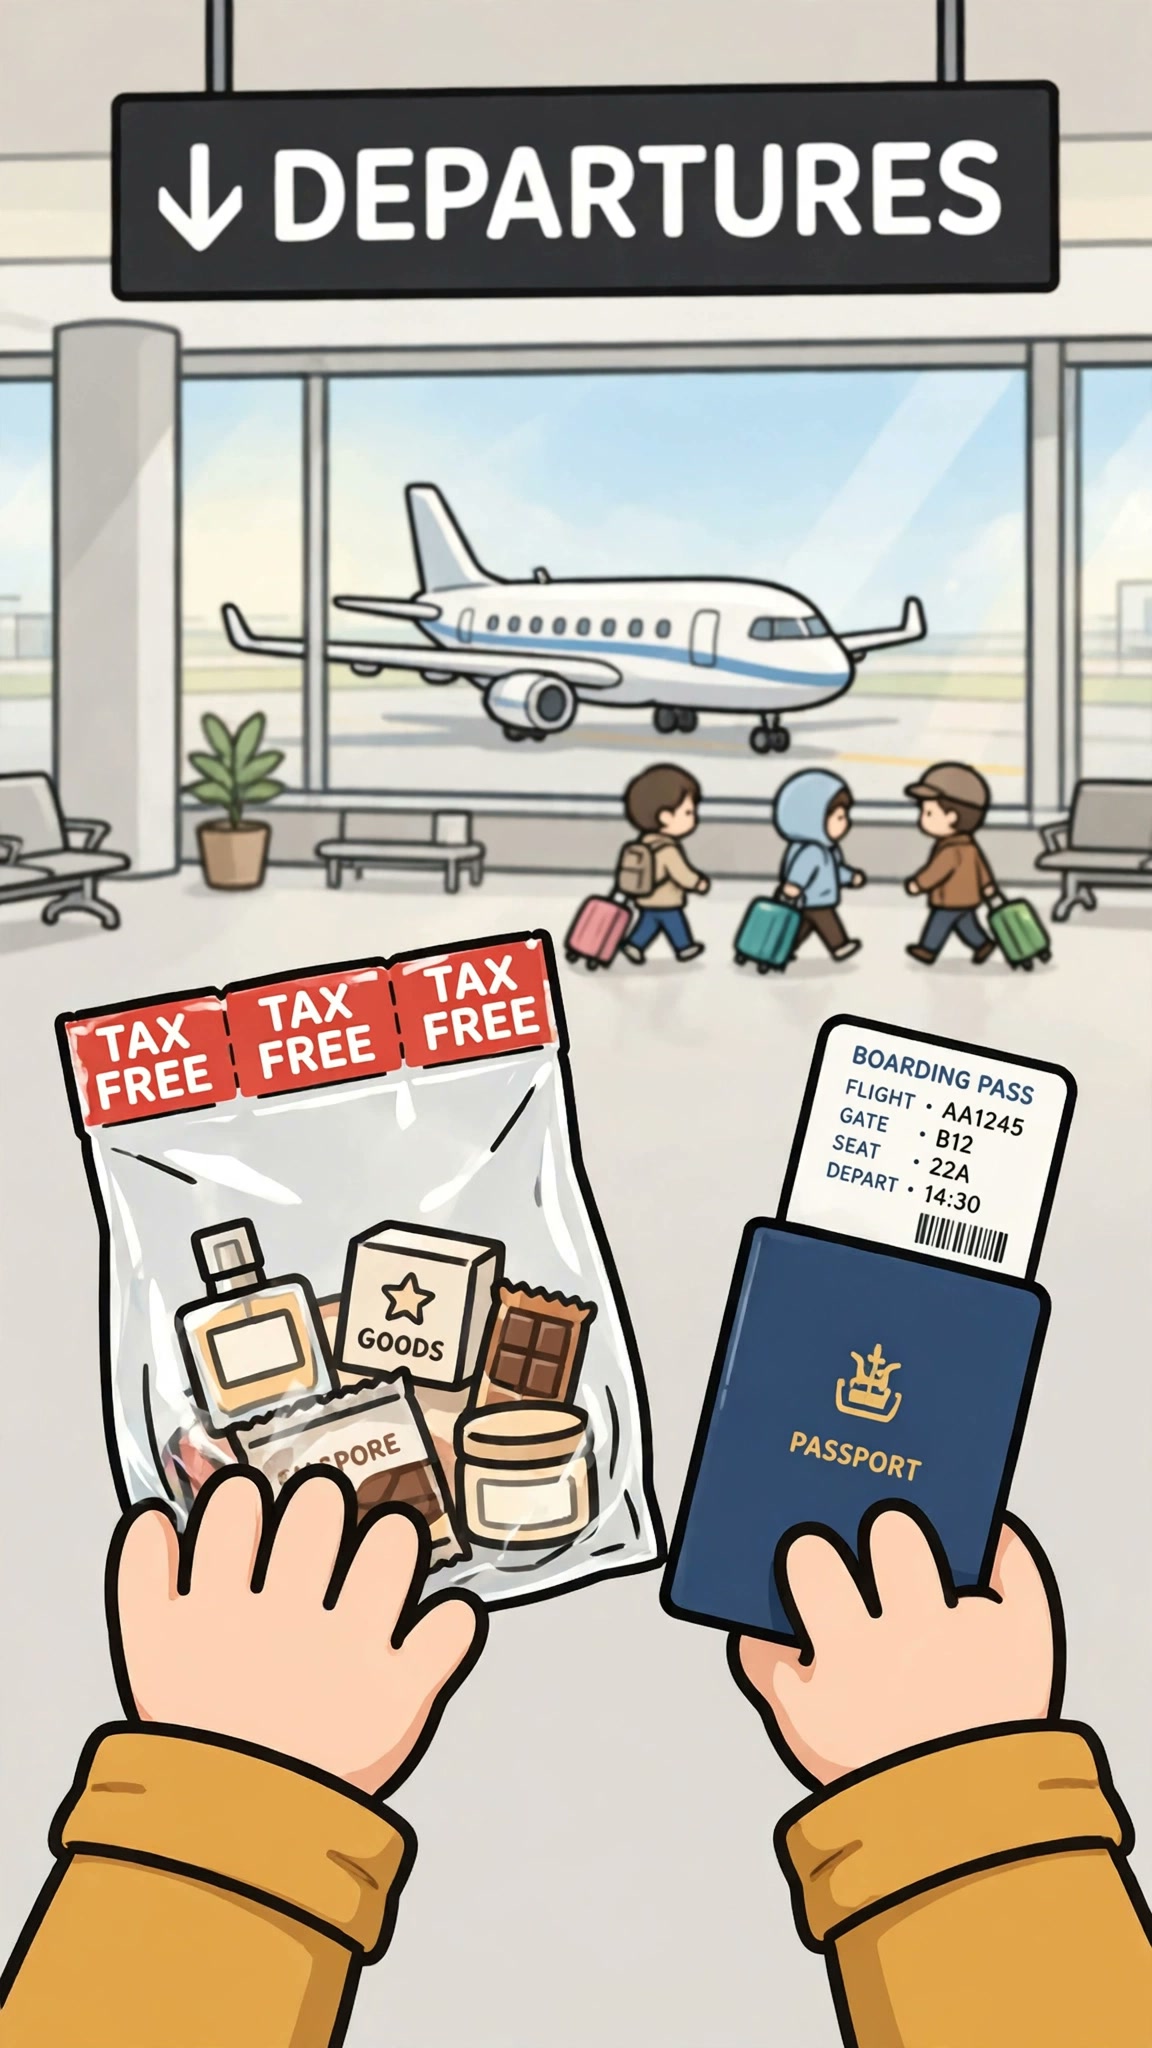 ↓ DEPARTURES
TAX
FREE
TAX
FREE
TAX
FREE
GOODS
BOARDING PASS
FLIGHT • AA1245
GATE • B12
SEAT • 22A
DEPART • 14:30
PASSPORT